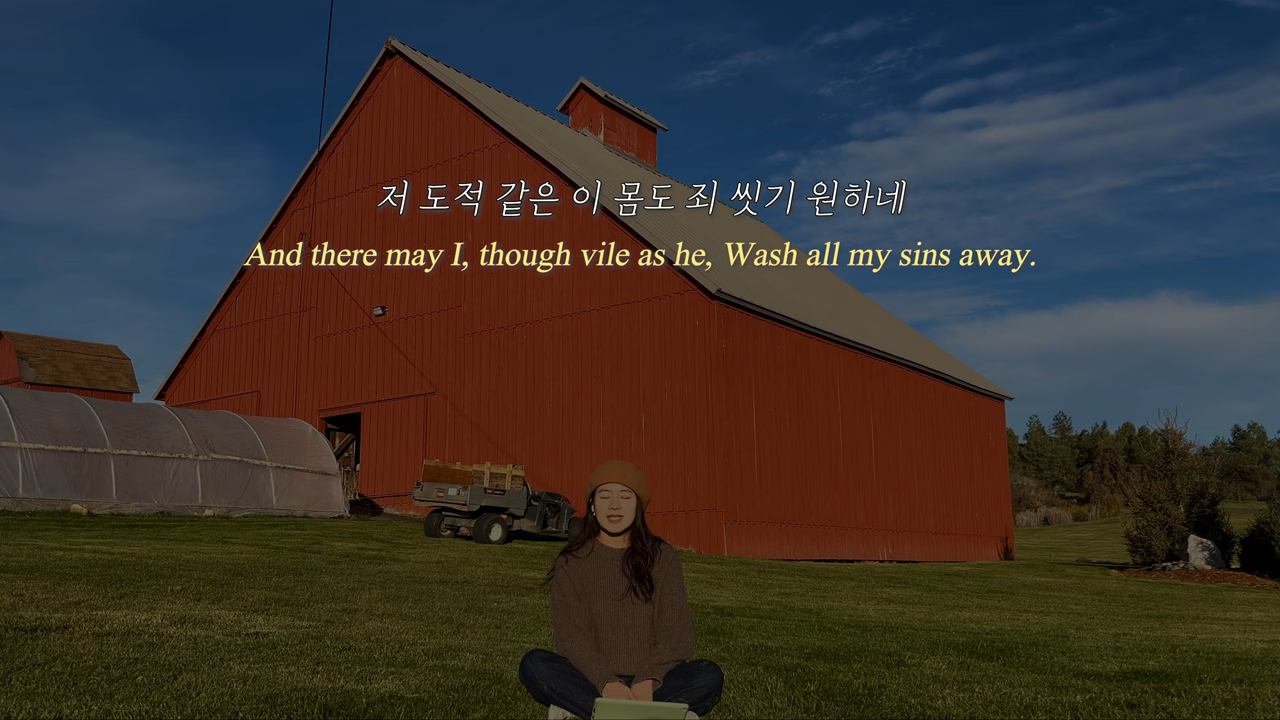 저 도적 같은 이 몸도 죄 씻기 원하네
And there may I, though vile as he, Wash all my sins away.